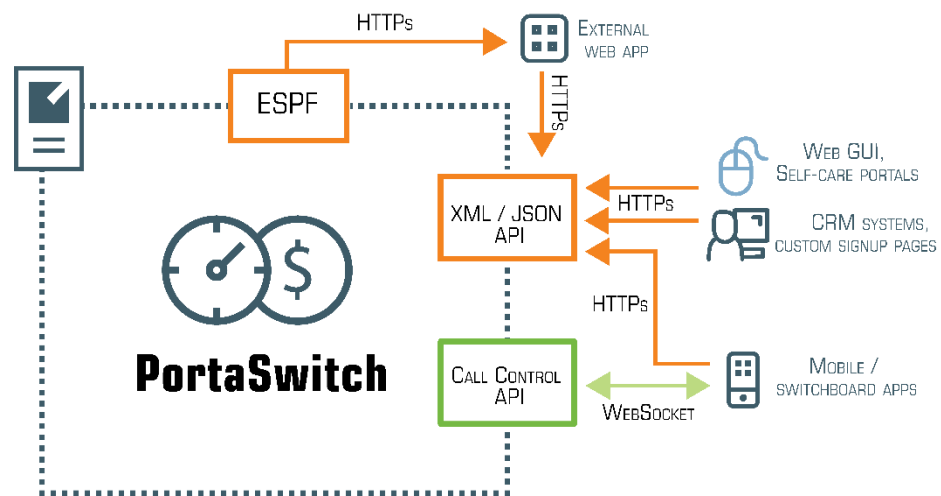 HTTPs
External
web app
ESPF
HTTPs
Web GUI,
Self-care portals
XML / JSON
API
HTTPs
CRM systems,
custom signup pages
$
HTTPs
PortaSwitch
Call Control
API
Mobile /
switchboard apps
WebSocket